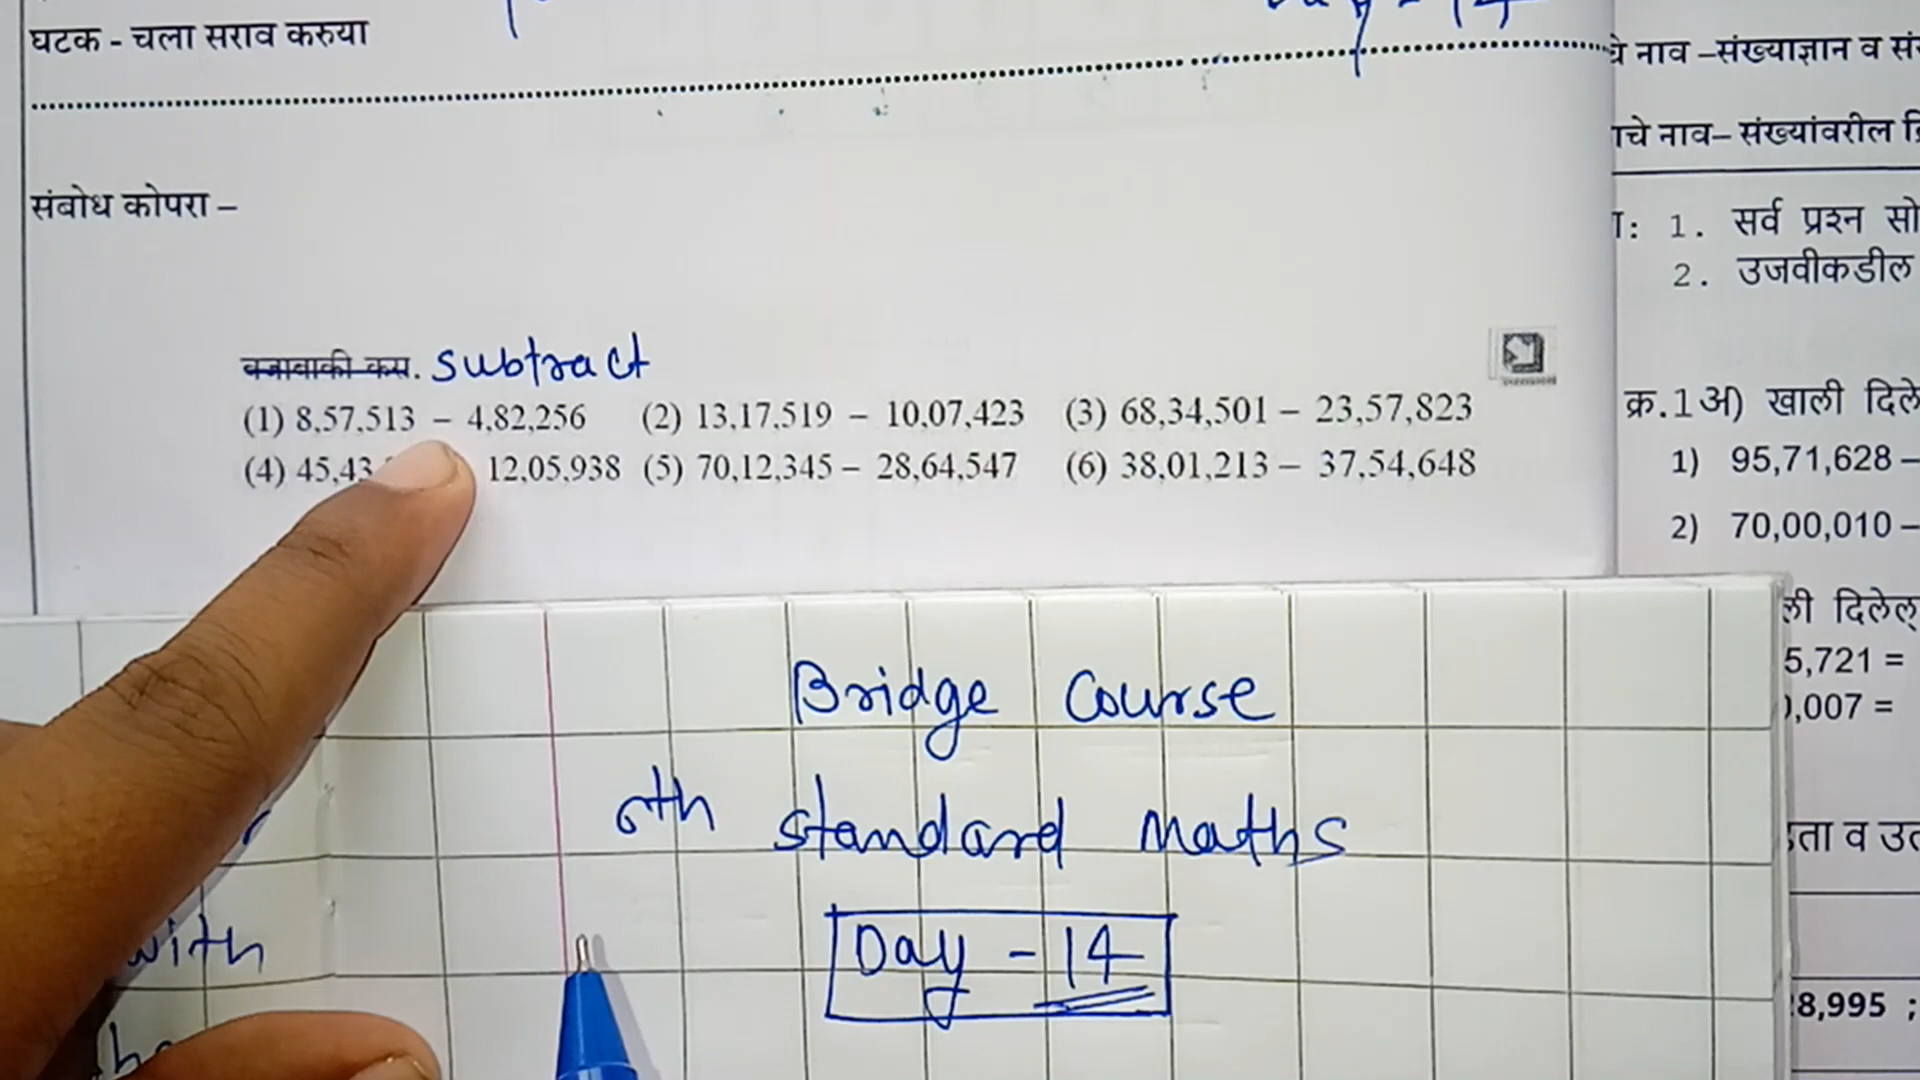 घटक - चला सराव करुया
संबोध कोपरा –
वजाबाकी करा. Subtract
(1) 8,57,513 – 4,82,256 (2) 13,17,519 – 10,07,423 (3) 68,34,501 – 23,57,823
(4) 45,43 12,05,938 (5) 70,12,345 – 28,64,547 (6) 38,01,213 – 37,54,648
Bridge Course
6th standard Maths
Day - 14
with
नाव –संख्याज्ञान व
नाव– संख्यांवरील
1. सर्व प्रश्न सो
2. उजवीकडील
क्र.1अ) खाली दिले
1) 95,71,628 –
2) 70,00,010 –
5,721 =
,007 =
ता व उत
8,995 ;